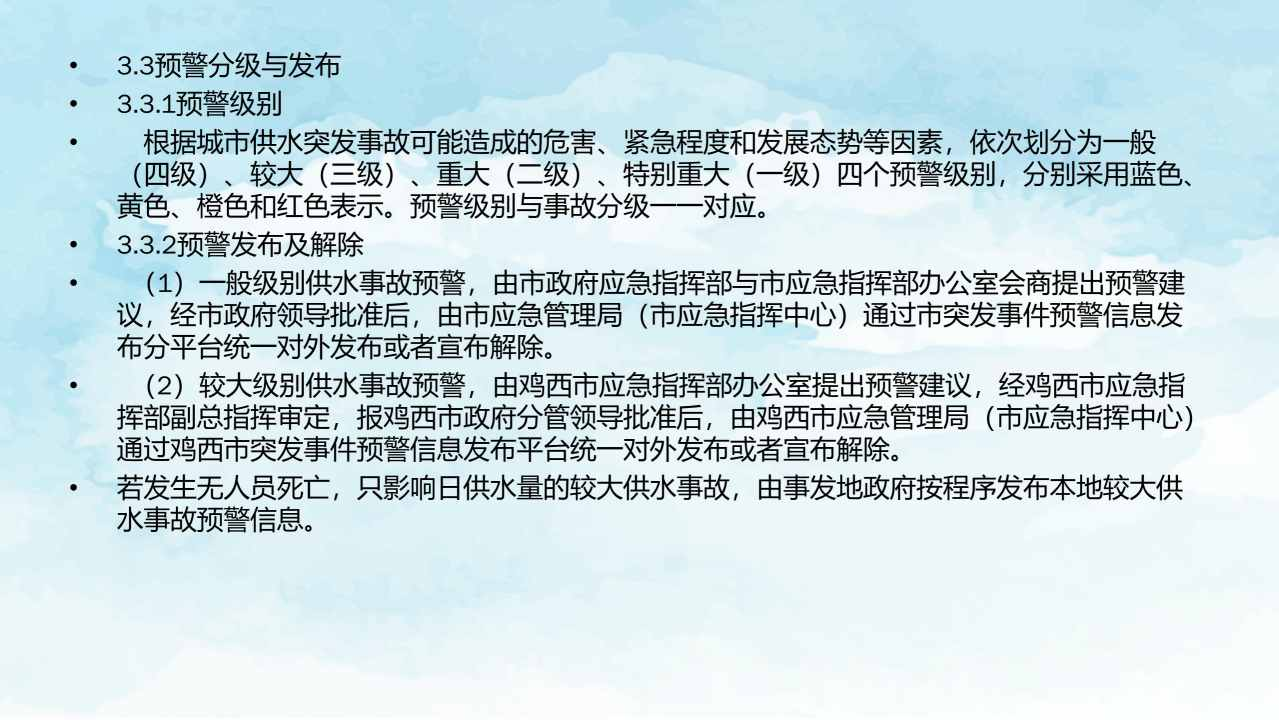 • 3.3预警分级与发布
• 3.3.1预警级别
• 根据城市供水突发事故可能造成的危害、紧急程度和发展态势等因素，依次划分为一般
（四级）、较大（三级）、重大（二级）、特别重大（一级）四个预警级别，分别采用蓝色、
黄色、橙色和红色表示。预警级别与事故分级一一对应。
• 3.3.2预警发布及解除
• （1）一般级别供水事故预警，由市政府应急指挥部与市应急指挥部办公室会商提出预警建
议，经市政府领导批准后，由市应急管理局（市应急指挥中心）通过市突发事件预警信息发
布分平台统一对外发布或者宣布解除。
• （2）较大级别供水事故预警，由鸡西市应急指挥部办公室提出预警建议，经鸡西市应急指
挥部副总指挥审定，报鸡西市政府分管领导批准后，由鸡西市应急管理局（市应急指挥中心）
通过鸡西市突发事件预警信息发布平台统一对外发布或者宣布解除。
• 若发生无人员死亡，只影响日供水量的较大供水事故，由事发地政府按程序发布本地较大供
水事故预警信息。